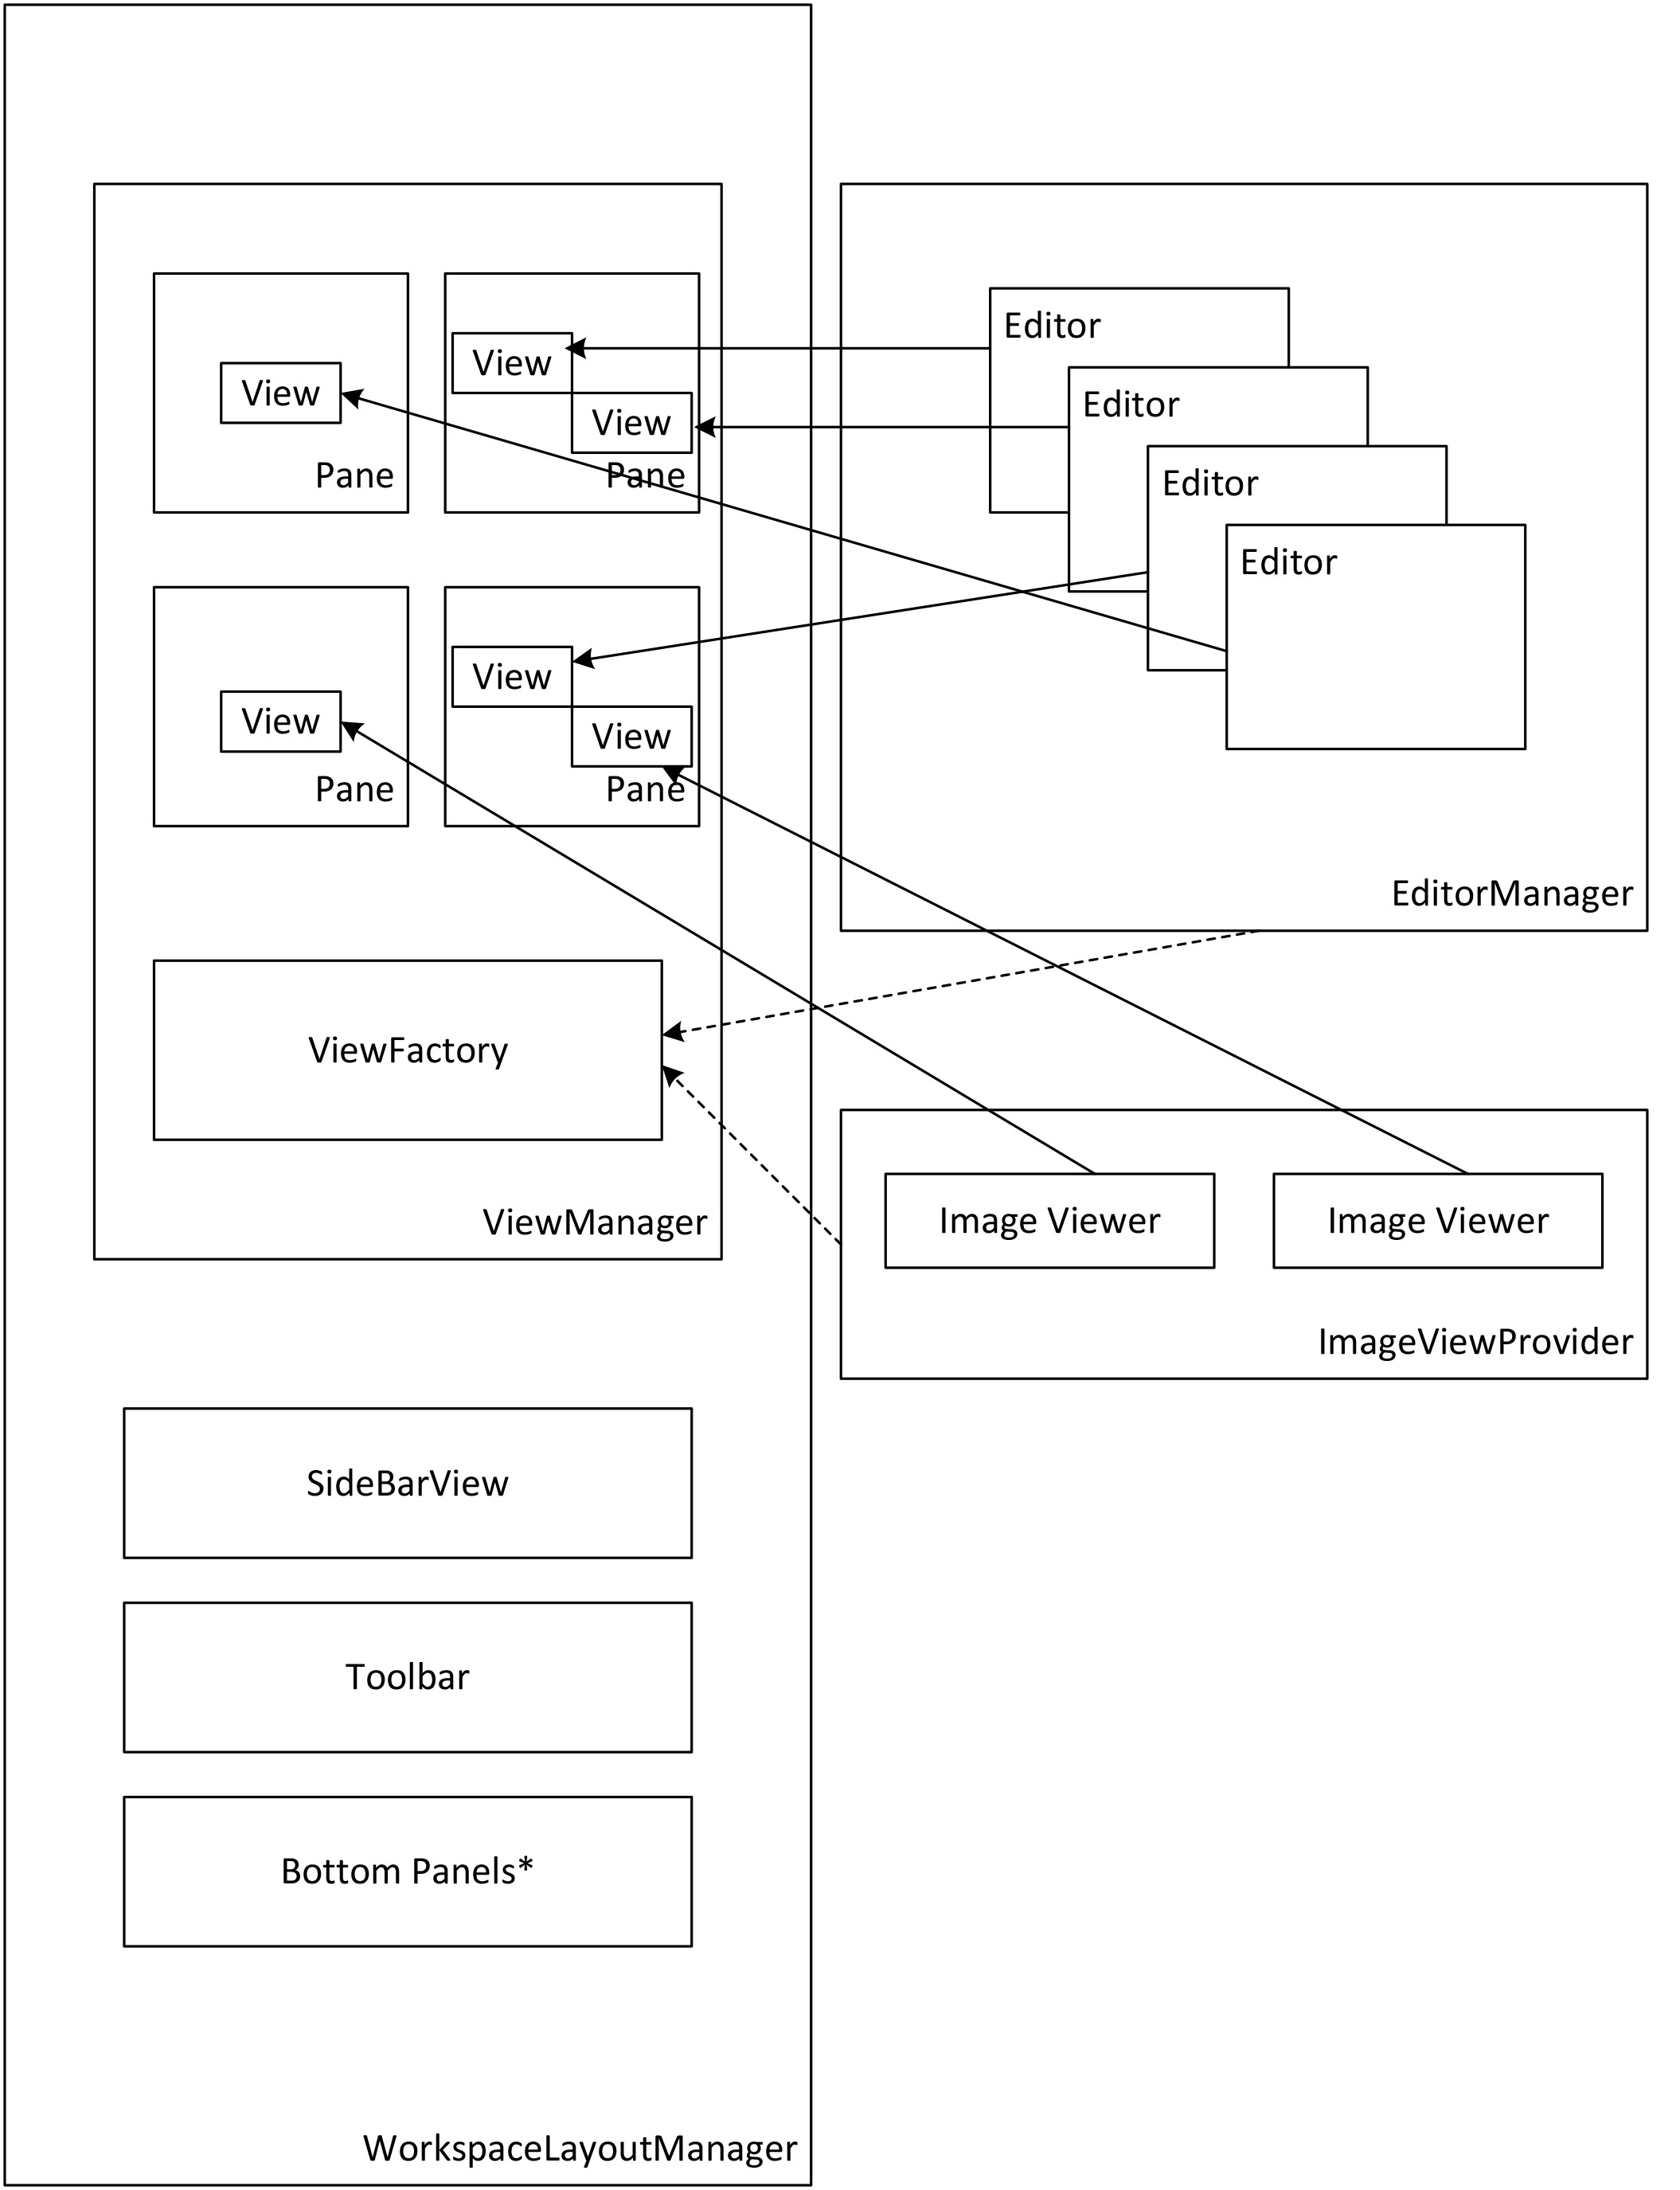 View
Pane
View
View
Pane
View
Pane
View
View
Pane
ViewFactory
ViewManager
SideBarView
Toolbar
Bottom Panels*
WorkspaceLayoutManager
Editor
Editor
Editor
Editor
EditorManager
Image Viewer
Image Viewer
ImageViewProvider